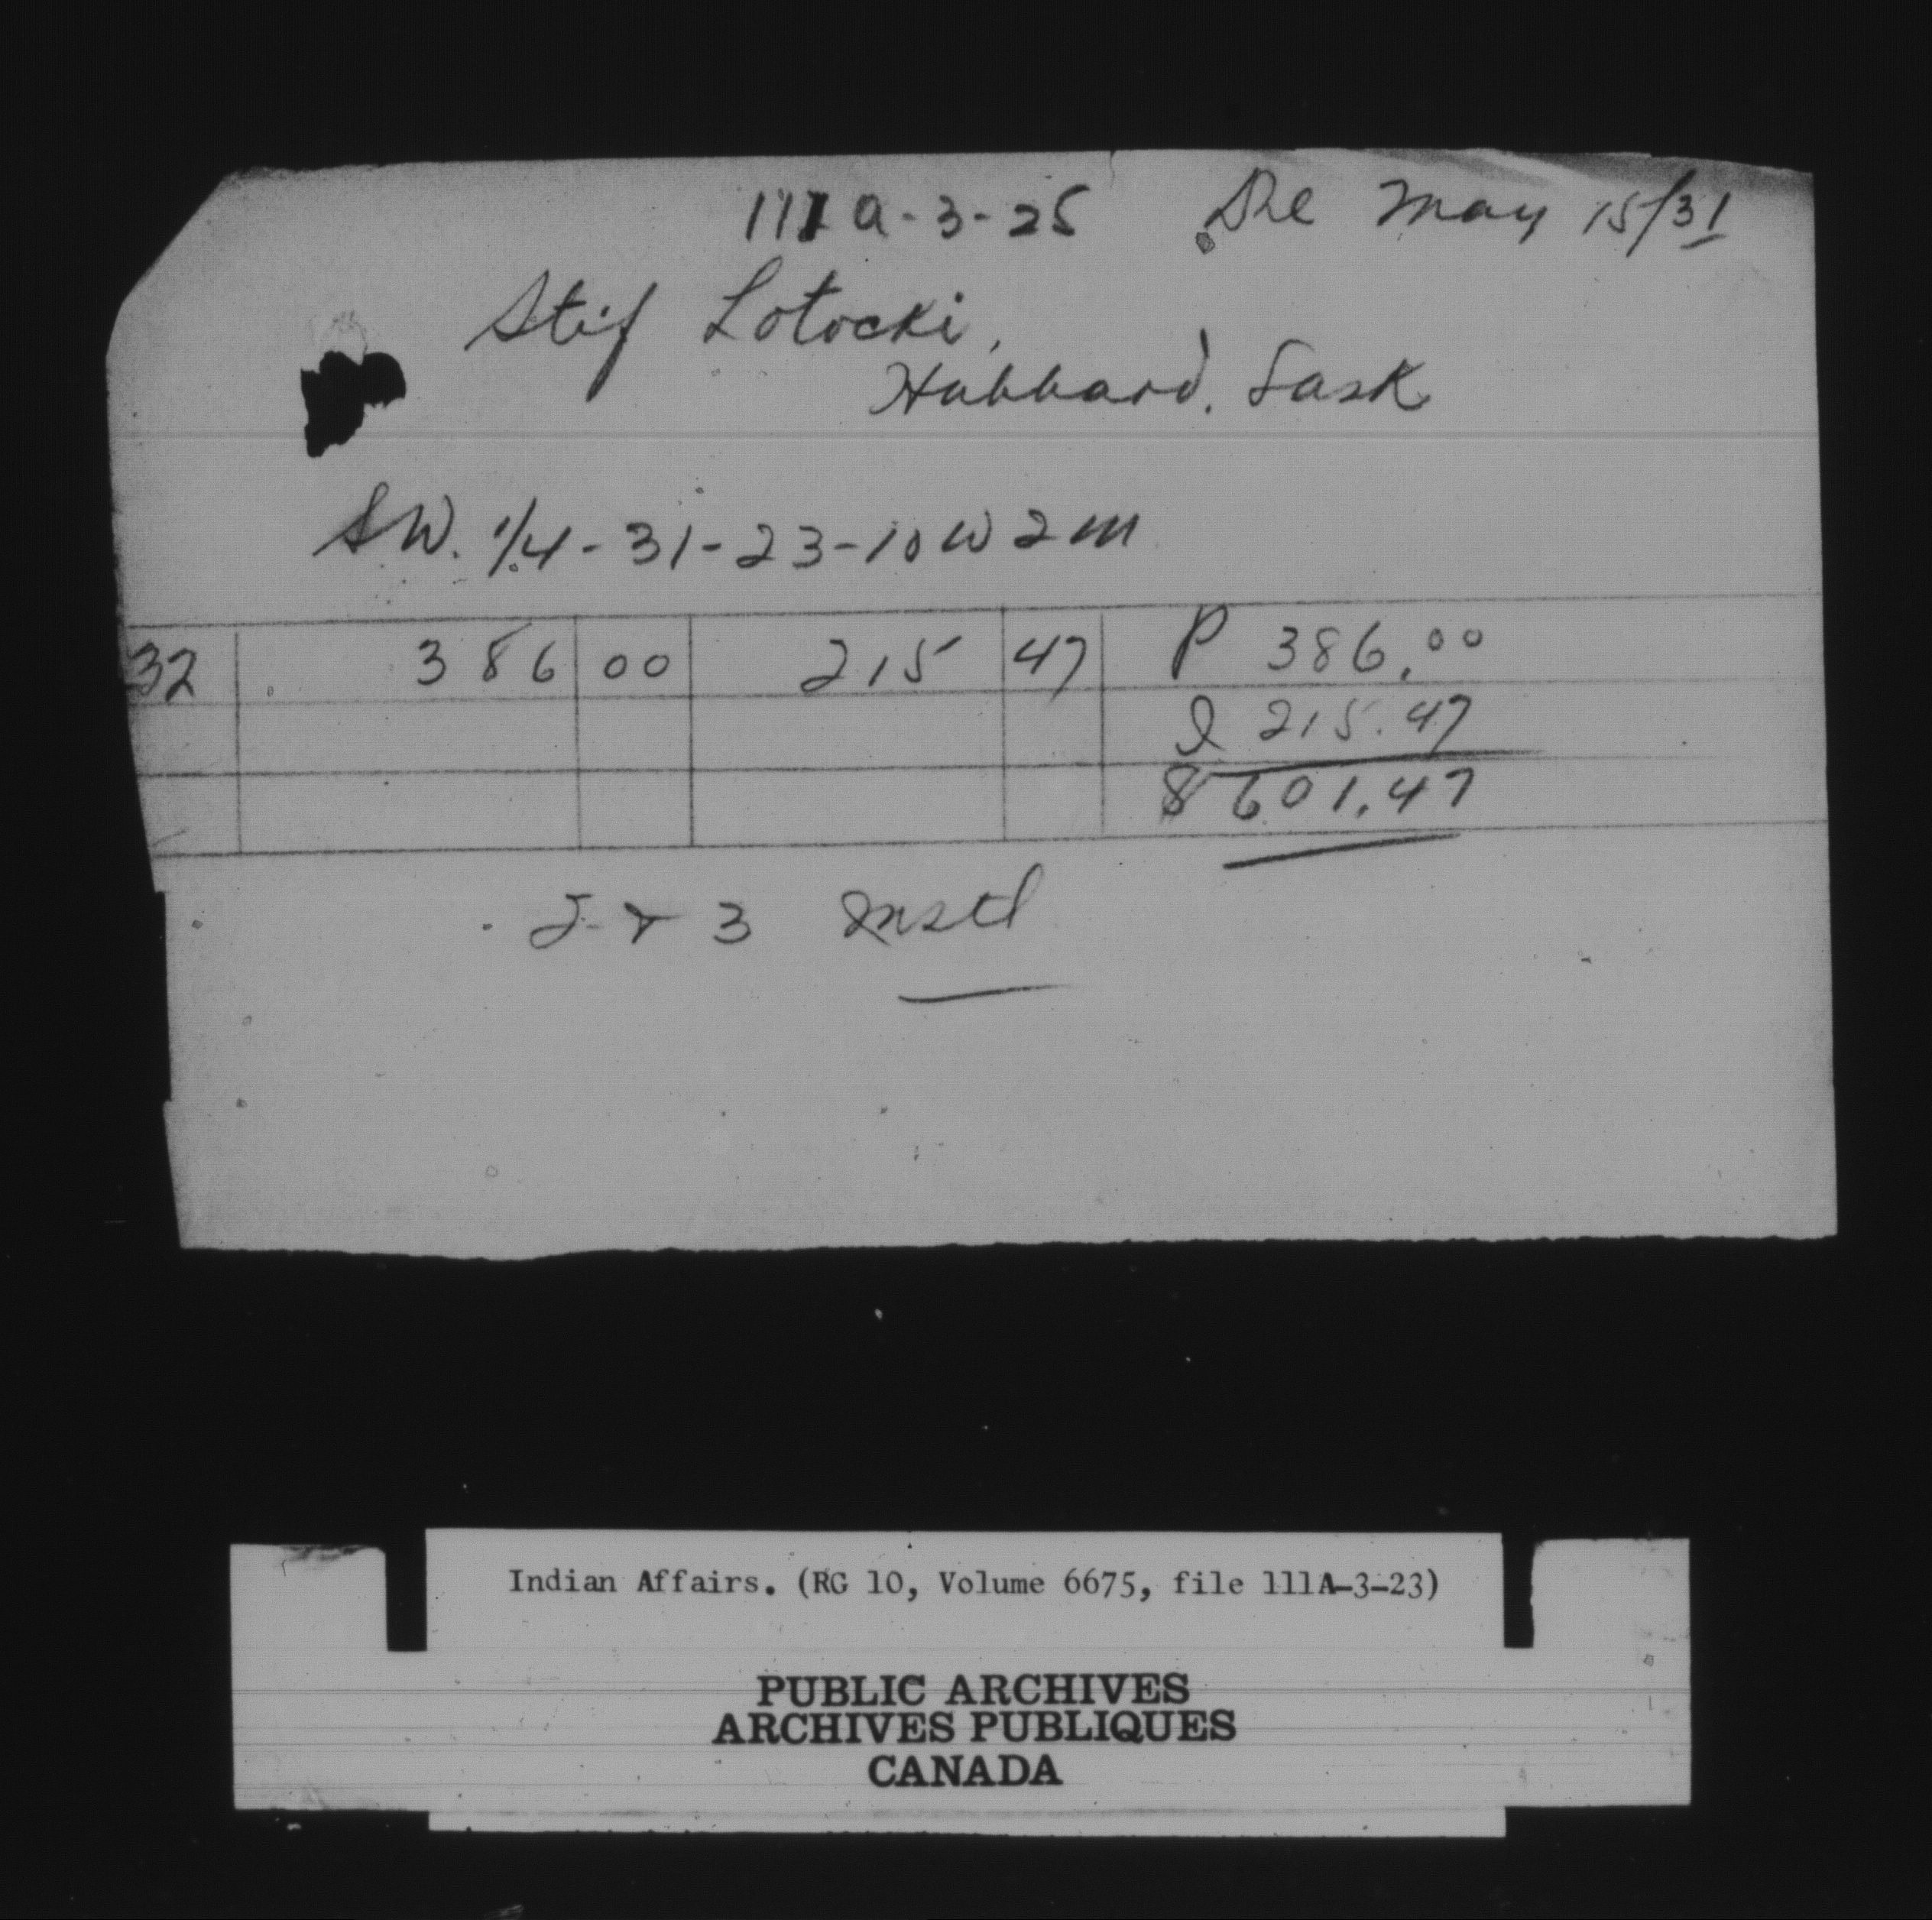 111A-3-25 Due May 15/31
Stif Lotocki,
Hubbard, Sask
SW. 1/4-31-23-10 W 2 M
32 386 00 215 47 P 386.00
I 215.47
$ 601.47
2 & 3 Instl
Indian Affairs. (RG 10, Volume 6675, file 111A-3-23)
PUBLIC ARCHIVES
ARCHIVES PUBLIQUES
CANADA